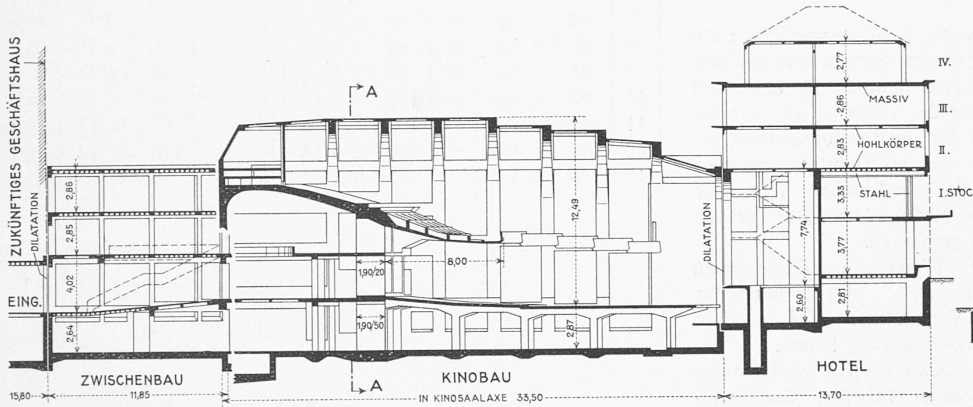 ZUKÜNFTIGES GESCHÄFTSHAUS
DILATATION
EING.
2,86
2,85
4,02
2,64
A
A
1,90/20
1,90/50
8,00
12,49
2,87
DILATATION
7,74
2,60
2,77
2,86
2,83
3,33
3,77
2,81
MASSIV
HOHLKÖRPER
STAHL
IV.
III.
II.
I.STOC
ZWISCHENBAU
KINOBAU
HOTEL
15,80
11,85
IN KINOSAALAXE 33,50
13,70